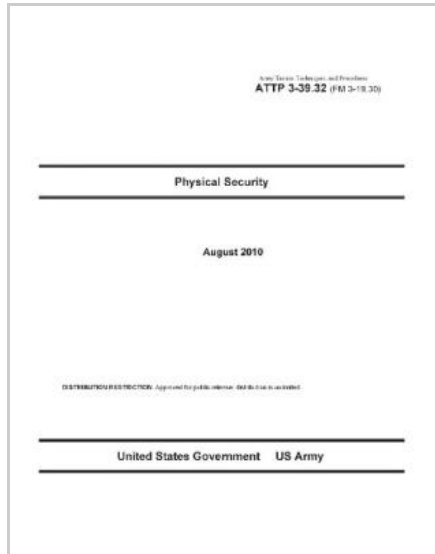 Army Tactics, Techniques, and Procedures
ATTP 3-39.32 (FM 3-19.30)
Physical Security
August 2010
DISTRIBUTION RESTRICTION: Approved for public release; distribution is unlimited.
United States Government US Army